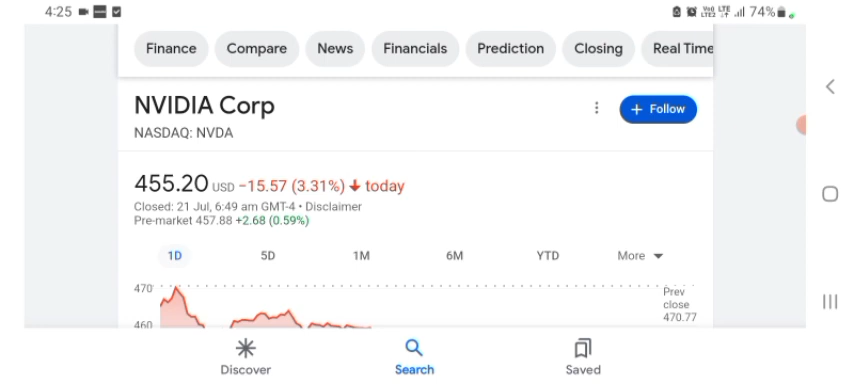 4:25 74%
Finance Compare News Financials Prediction Closing Real Time
NVIDIA Corp
+ Follow
NASDAQ: NVDA
455.20 USD −15.57 (3.31%) ↓ today
Closed: 21 Jul, 6:49 am GMT-4 • Disclaimer
Pre-market 457.88 +2.68 (0.59%)
1D 5D 1M 6M YTD More
470
Prev
close
470.77
460
Discover Search Saved